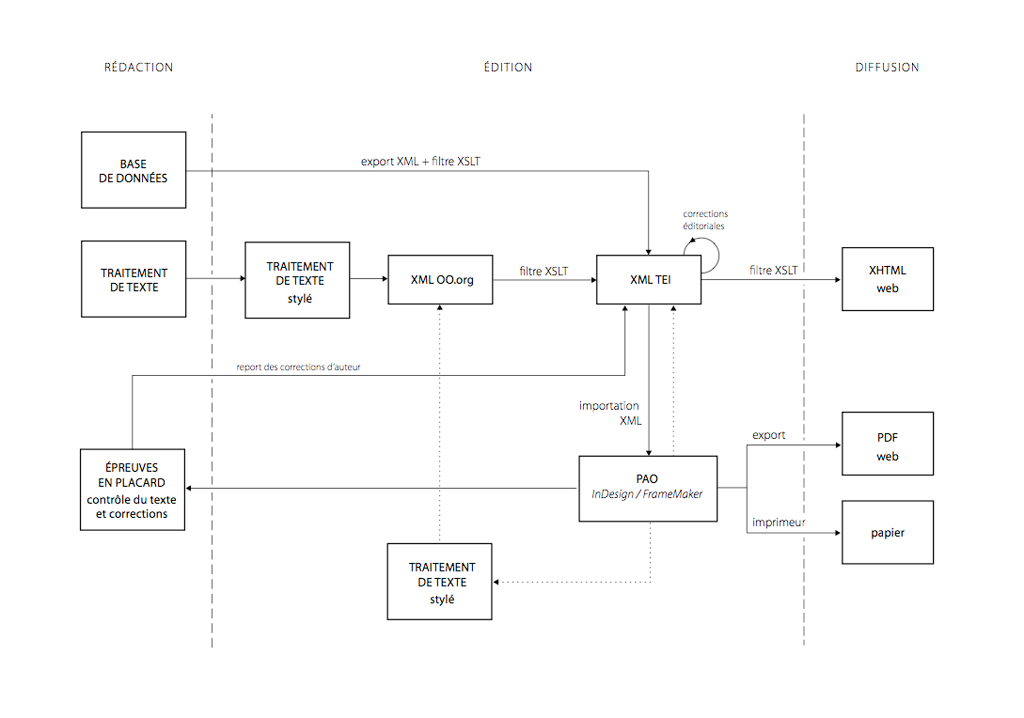 RÉDACTION
ÉDITION
DIFFUSION
BASE
DE DONNÉES
export XML + filtre XSLT
corrections
éditoriales
TRAITEMENT
DE TEXTE
TRAITEMENT
DE TEXTE
stylé
XML OO.org
filtre XSLT
XML TEI
filtre XSLT
XHTML
web
report des corrections d'auteur
importation
XML
ÉPREUVES
EN PLACARD
contrôle du texte
et corrections
PAO
InDesign / FrameMaker
export
PDF
web
imprimeur
papier
TRAITEMENT
DE TEXTE
stylé